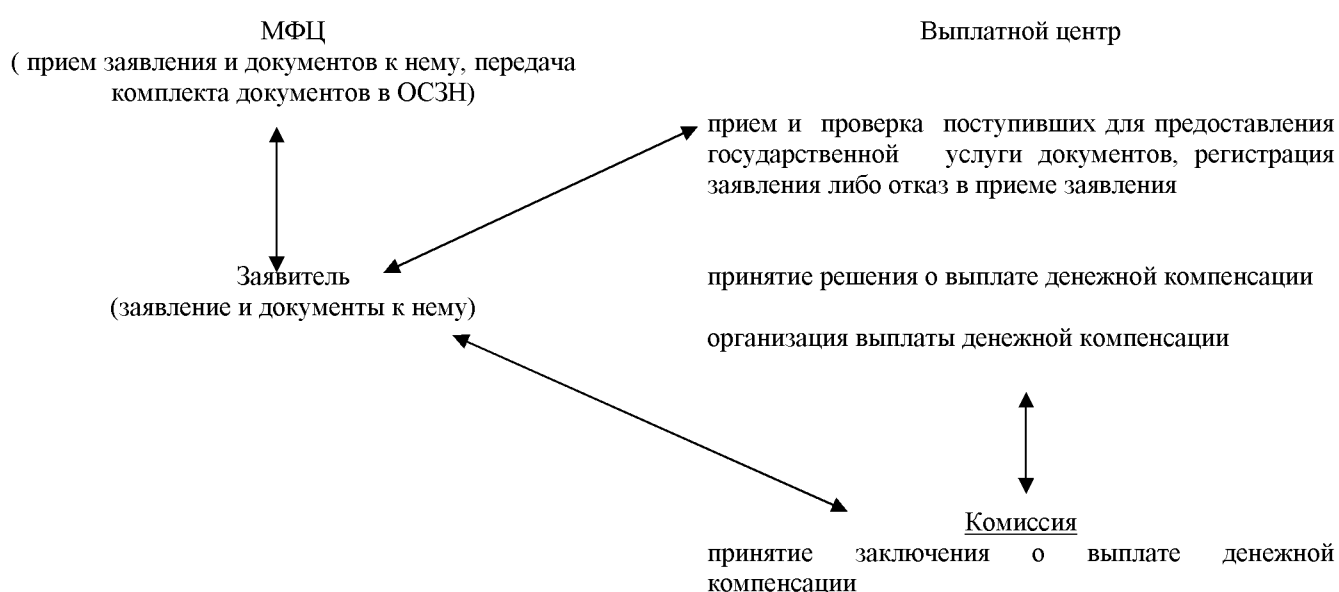 МФЦ
( прием заявления и документов к нему, передача
комплекта документов в ОСЗН)
Заявитель
(заявление и документы к нему)
Выплатной центр
прием и проверка поступивших для предоставления
государственной услуги документов, регистрация
заявления либо отказ в приеме заявления
принятие решения о выплате денежной компенсации
организация выплаты денежной компенсации
Комиссия
принятие заключения о выплате денежной
компенсации